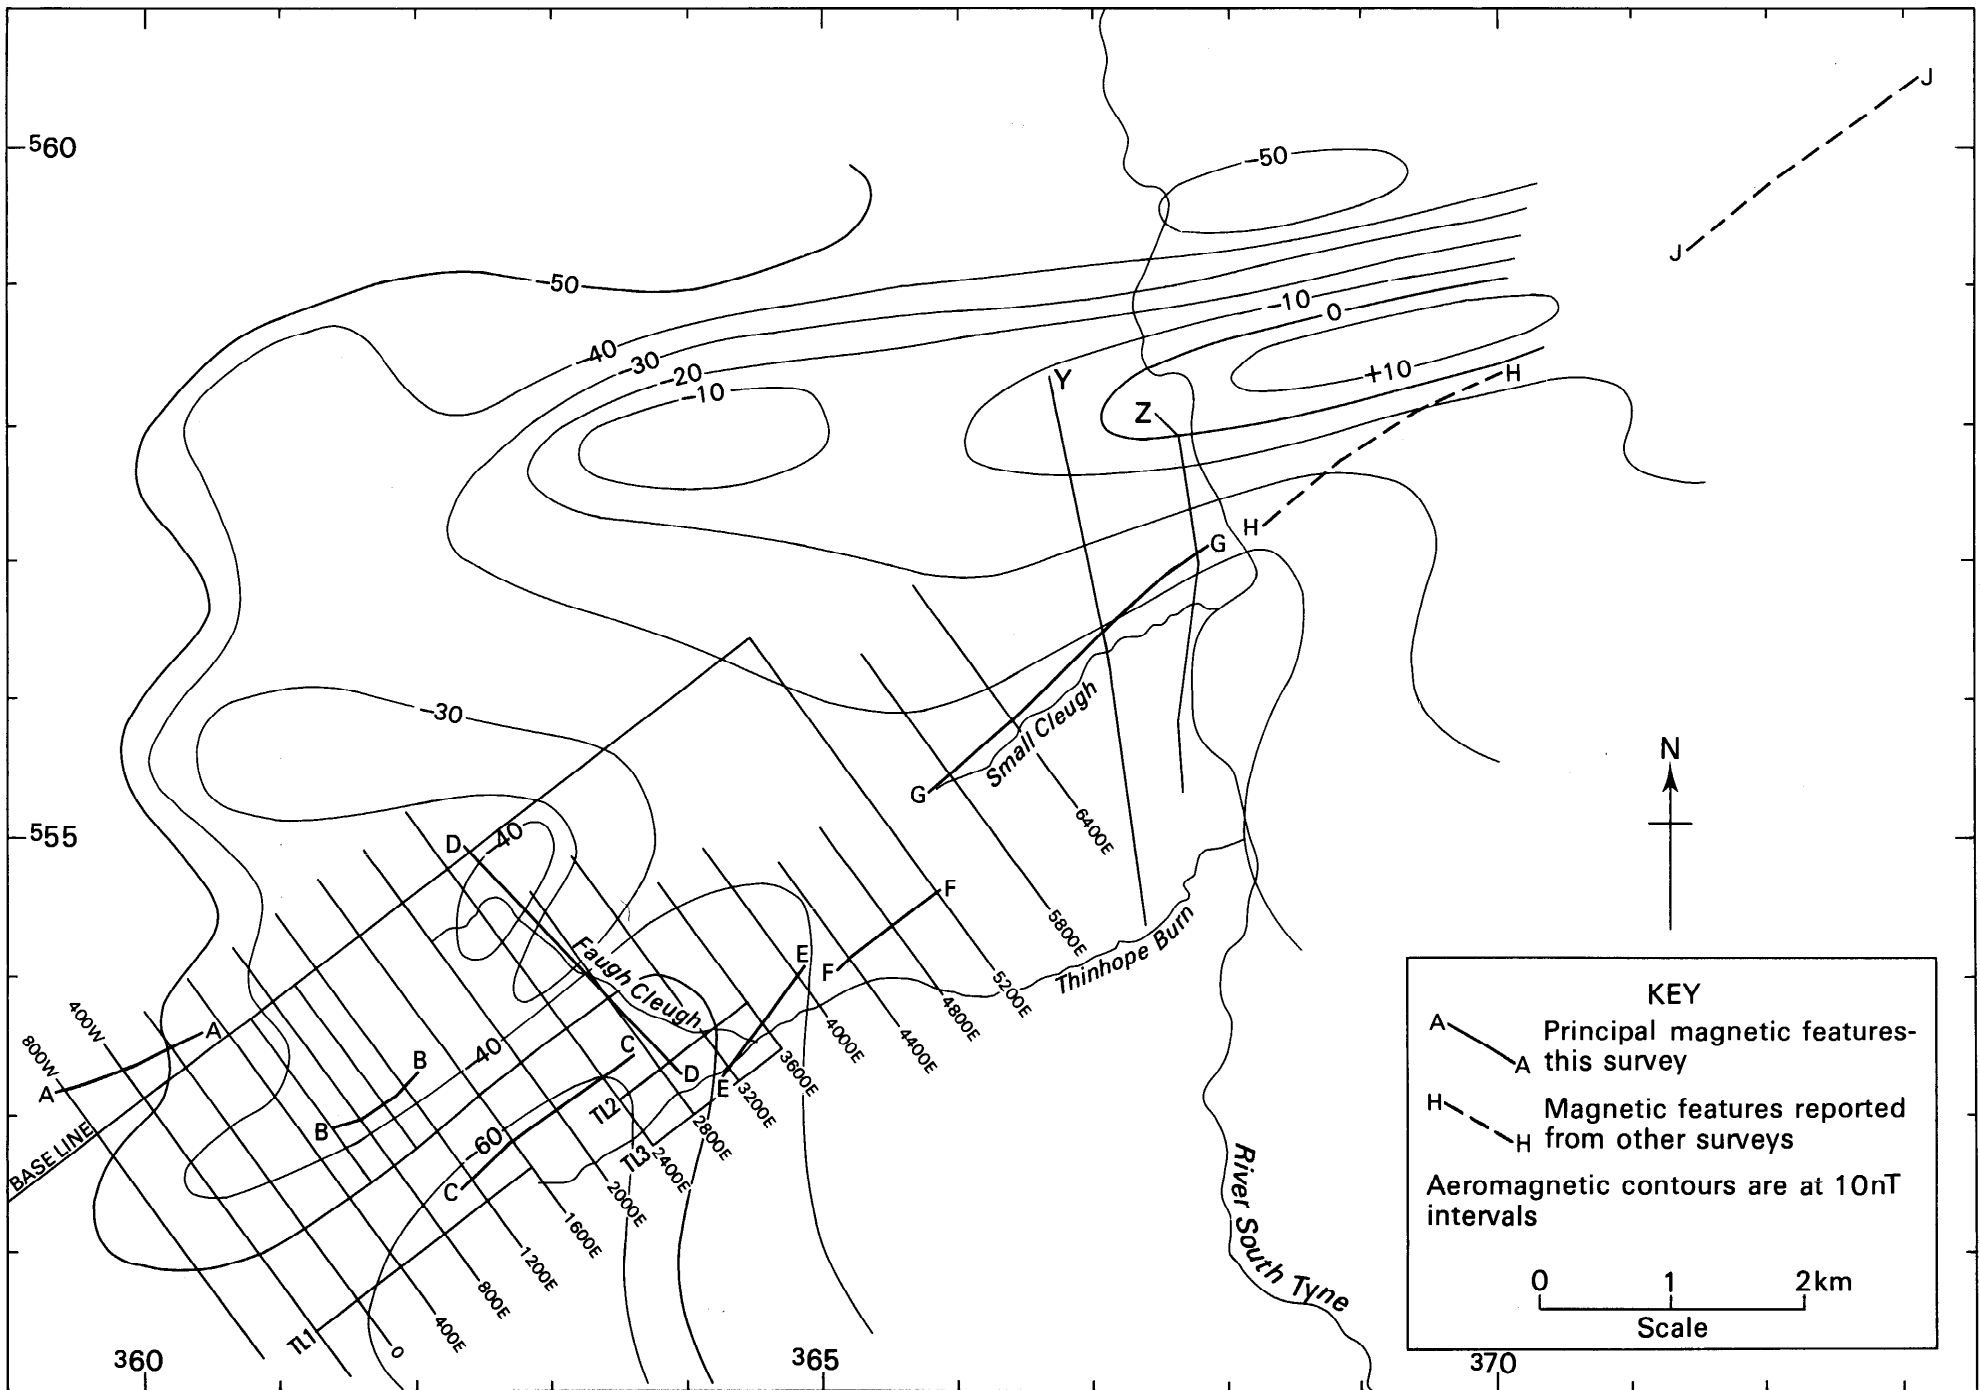 560
555
360
365
370
-50
-50
-10
0
+10
-40
-30
-20
-10
-30
-40
-40
-60
Y
Z
J
J
H
H
G
G
D
D
F
F
E
E
A
A
B
B
C
C
Small Cleugh
Faugh Cleugh
Thinhope Burn
River South Tyne
BASE LINE
TL1
TL2
TL3
800W
400W
0
400E
800E
1200E
1600E
2000E
2400E
2800E
3200E
3600E
4000E
4400E
4800E
5200E
5800E
6400E
N
KEY
A
A
Principal magnetic features-
this survey
H
H
Magnetic features reported
from other surveys
Aeromagnetic contours are at 10nT
intervals
0 1 2km
Scale